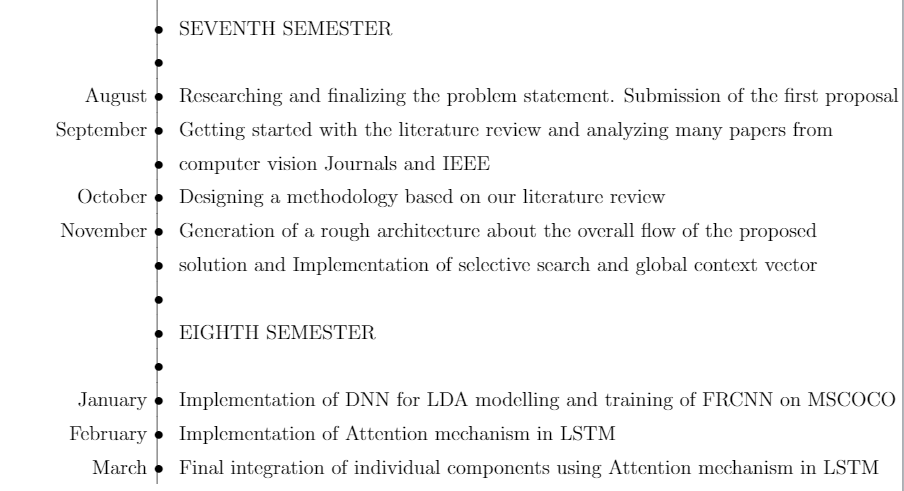 SEVENTH SEMESTER
August • Researching and finalizing the problem statement. Submission of the first proposal
September • Getting started with the literature review and analyzing many papers from
• computer vision Journals and IEEE
October • Designing a methodology based on our literature review
November • Generation of a rough architecture about the overall flow of the proposed
• solution and Implementation of selective search and global context vector
• EIGHTH SEMESTER
January • Implementation of DNN for LDA modelling and training of FRCNN on MSCOCO
February • Implementation of Attention mechanism in LSTM
March • Final integration of individual components using Attention mechanism in LSTM